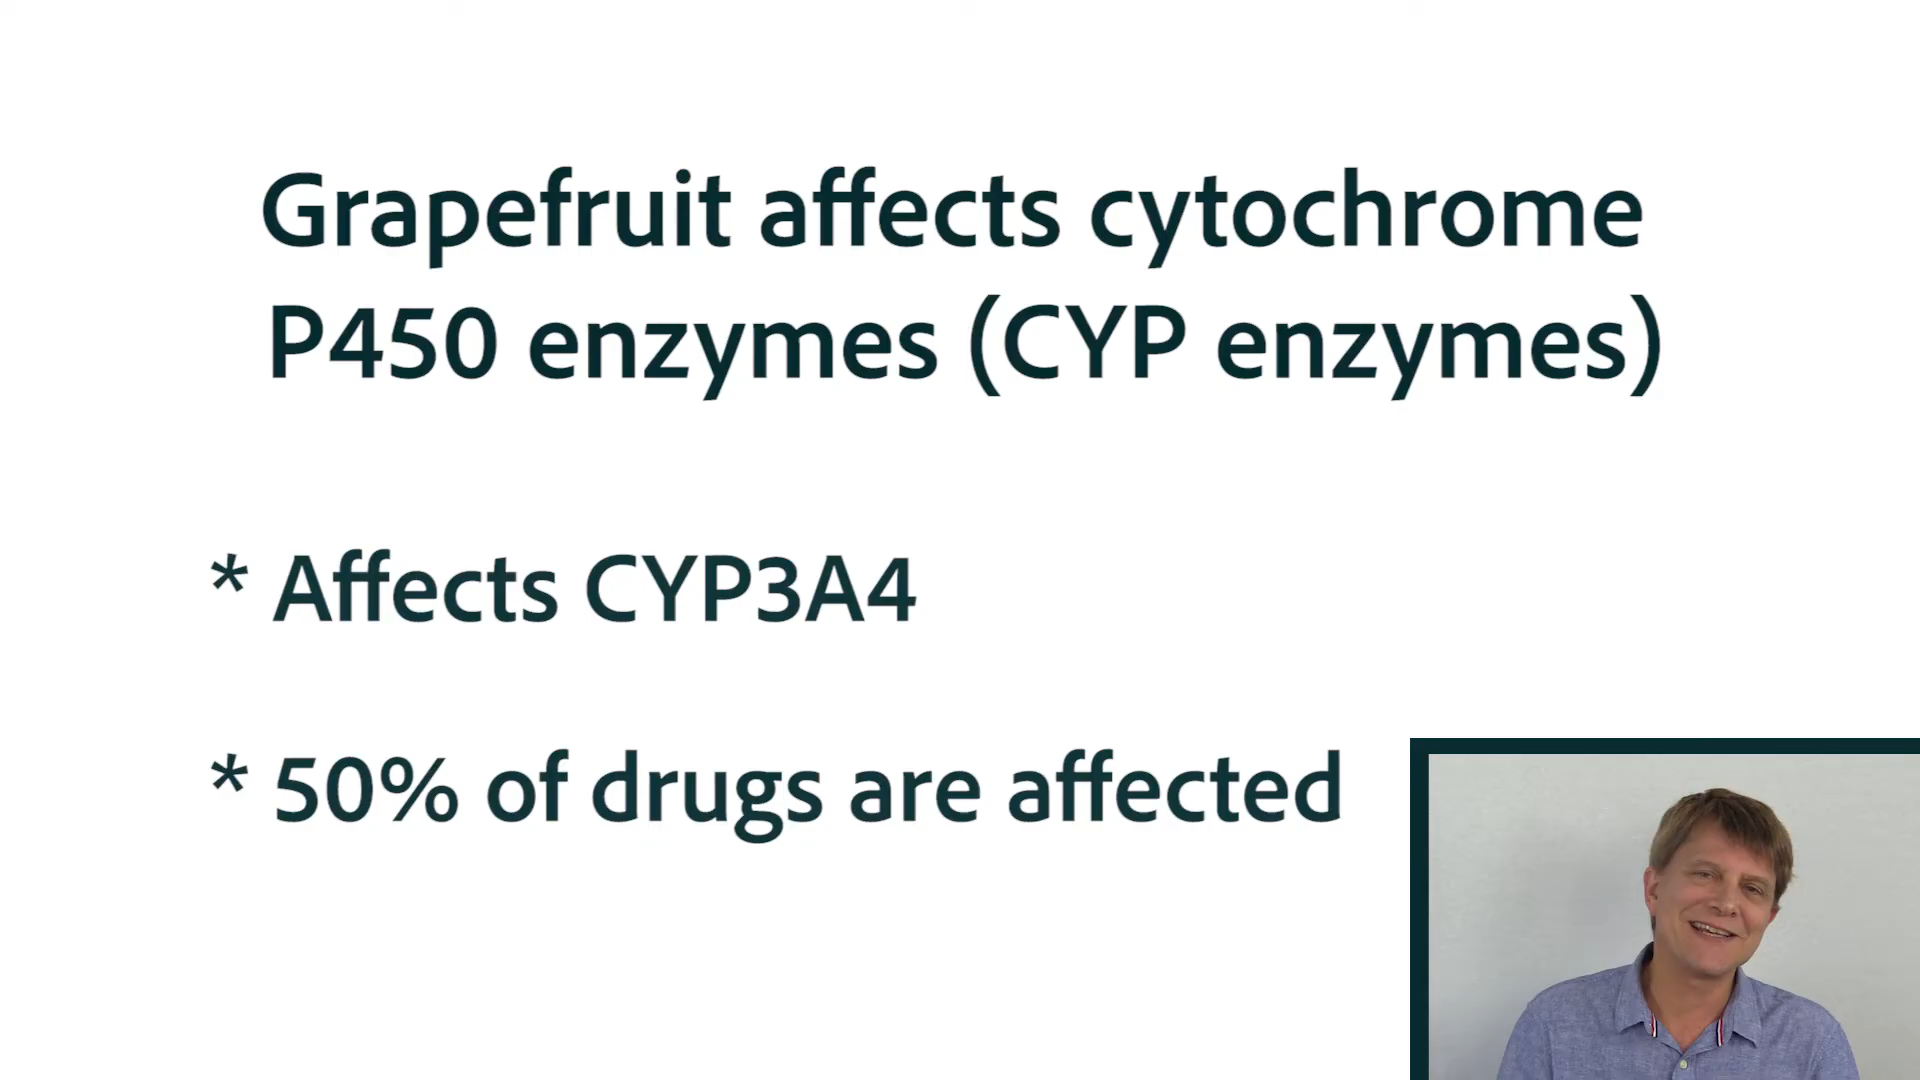 Grapefruit affects cytochrome
P450 enzymes (CYP enzymes)
* Affects CYP3A4
* 50% of drugs are affected